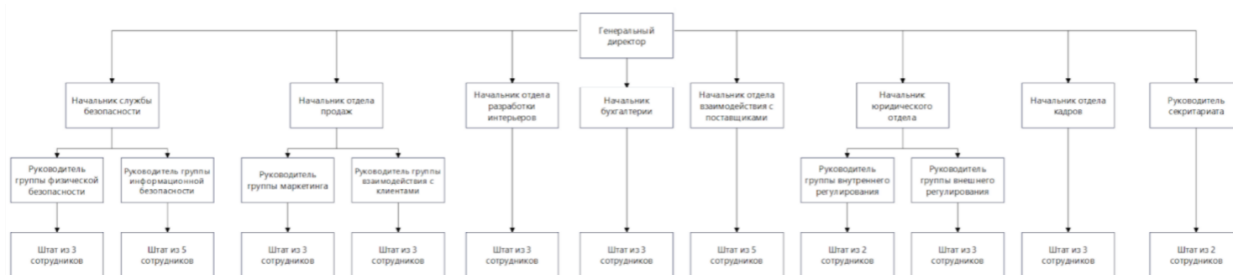 Генеральный
директор
Начальник службы
безопасности
Начальник отдела
продаж
Начальник отдела
разработки
интерьеров
Начальник
бухгалтерии
Начальник отдела
взаимодействия с
поставщиками
Начальник
юридического
отдела
Начальник отдела
кадров
Руководитель
секритариата
Руководитель
группы физической
безопасности
Руководитель группы
информационной
безопасности
Руководитель
группы маркетинга
Руководитель группы
взаимодействия с
клиентами
Руководитель
группы внутреннего
регулирования
Руководитель
группы внешнего
регулирования
Штат из 3
сотрудников
Штат из 5
сотрудников
Штат из 3
сотрудников
Штат из 3
сотрудников
Штат из 3
сотрудников
Штат из 3
сотрудников
Штат из 5
сотрудников
Штат из 2
сотрудников
Штат из 3
сотрудников
Штат из 3
сотрудников
Штат из 2
сотрудников